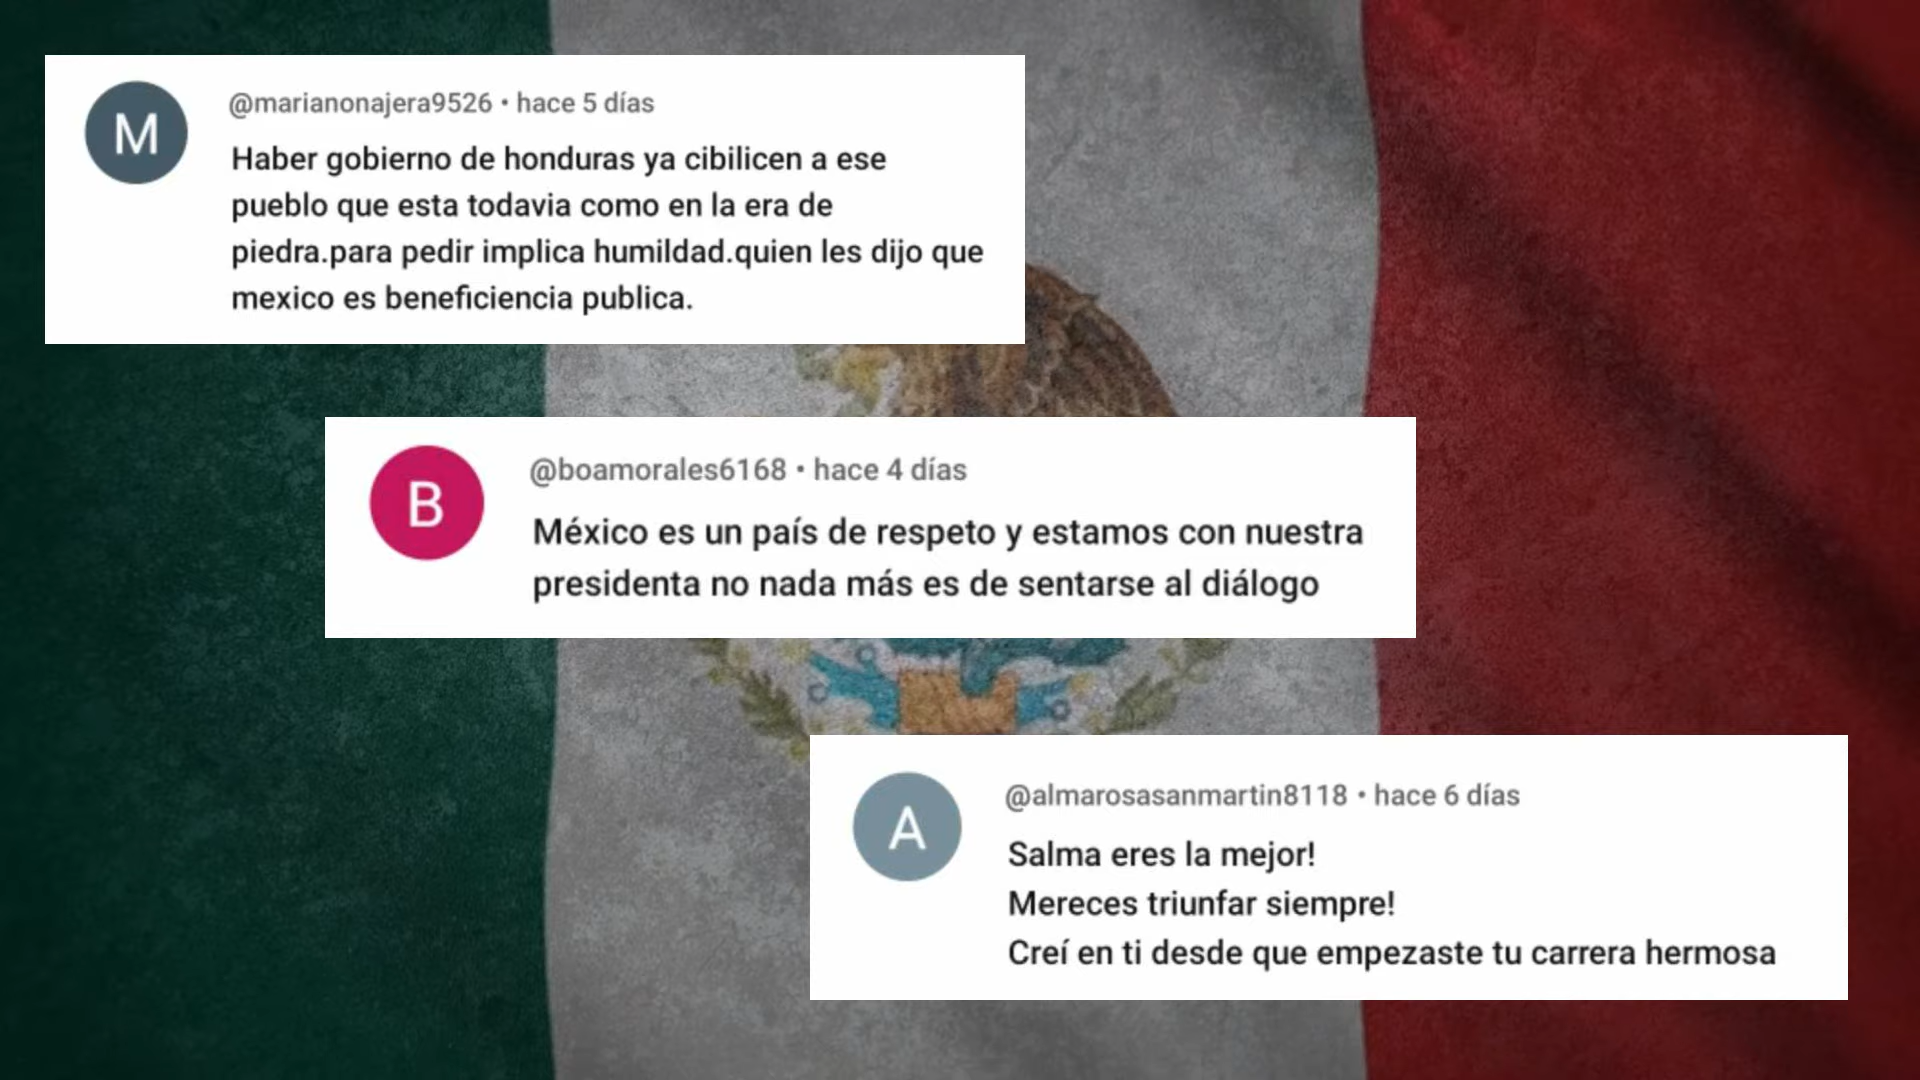 M
@marianonajera9526 • hace 5 días
Haber gobierno de honduras ya cibilicen a ese
pueblo que esta todavia como en la era de
piedra.para pedir implica humildad.quien les dijo que
mexico es beneficiencia publica.
B
@boamorales6168 • hace 4 días
México es un país de respeto y estamos con nuestra
presidenta no nada más es de sentarse al diálogo
A
@almarosasanmartin8118 • hace 6 días
Salma eres la mejor!
Mereces triunfar siempre!
Creí en ti desde que empezaste tu carrera hermosa